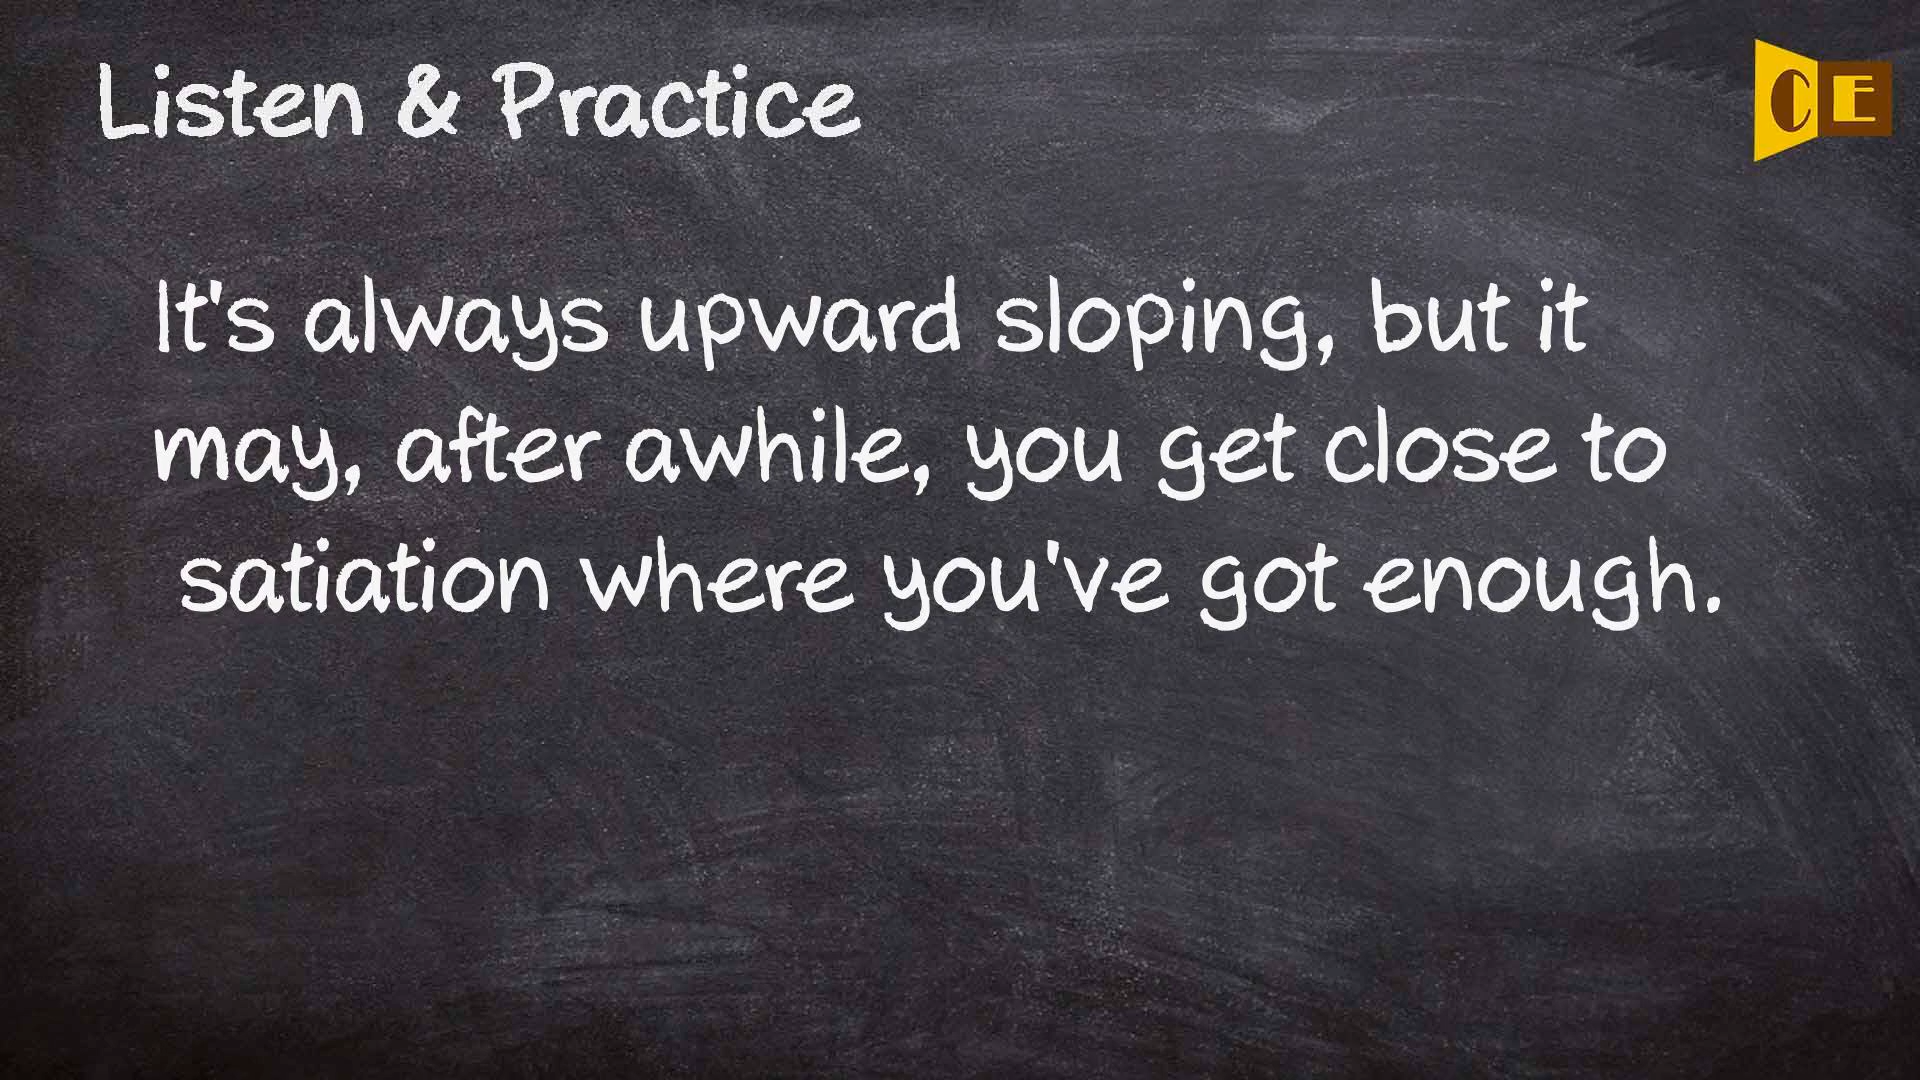 Listen & Practice
CE
It's always upward sloping, but it
may, after awhile, you get close to
satiation where you've got enough.